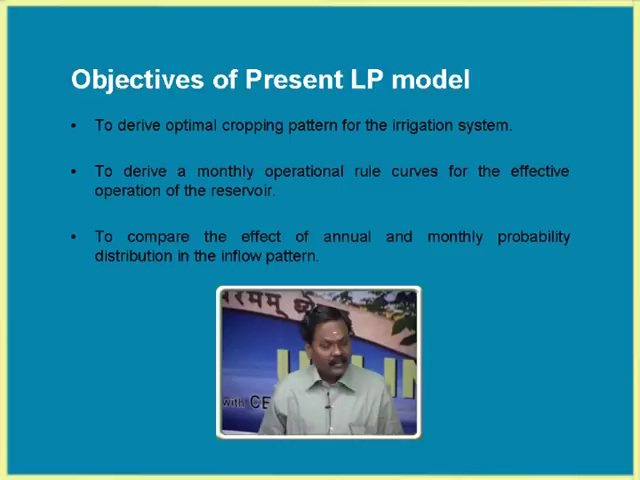 Objectives of Present LP model
• To derive optimal cropping pattern for the irrigation system.
• To derive a monthly operational rule curves for the effective
operation of the reservoir.
• To compare the effect of annual and monthly probability
distribution in the inflow pattern.
with CE